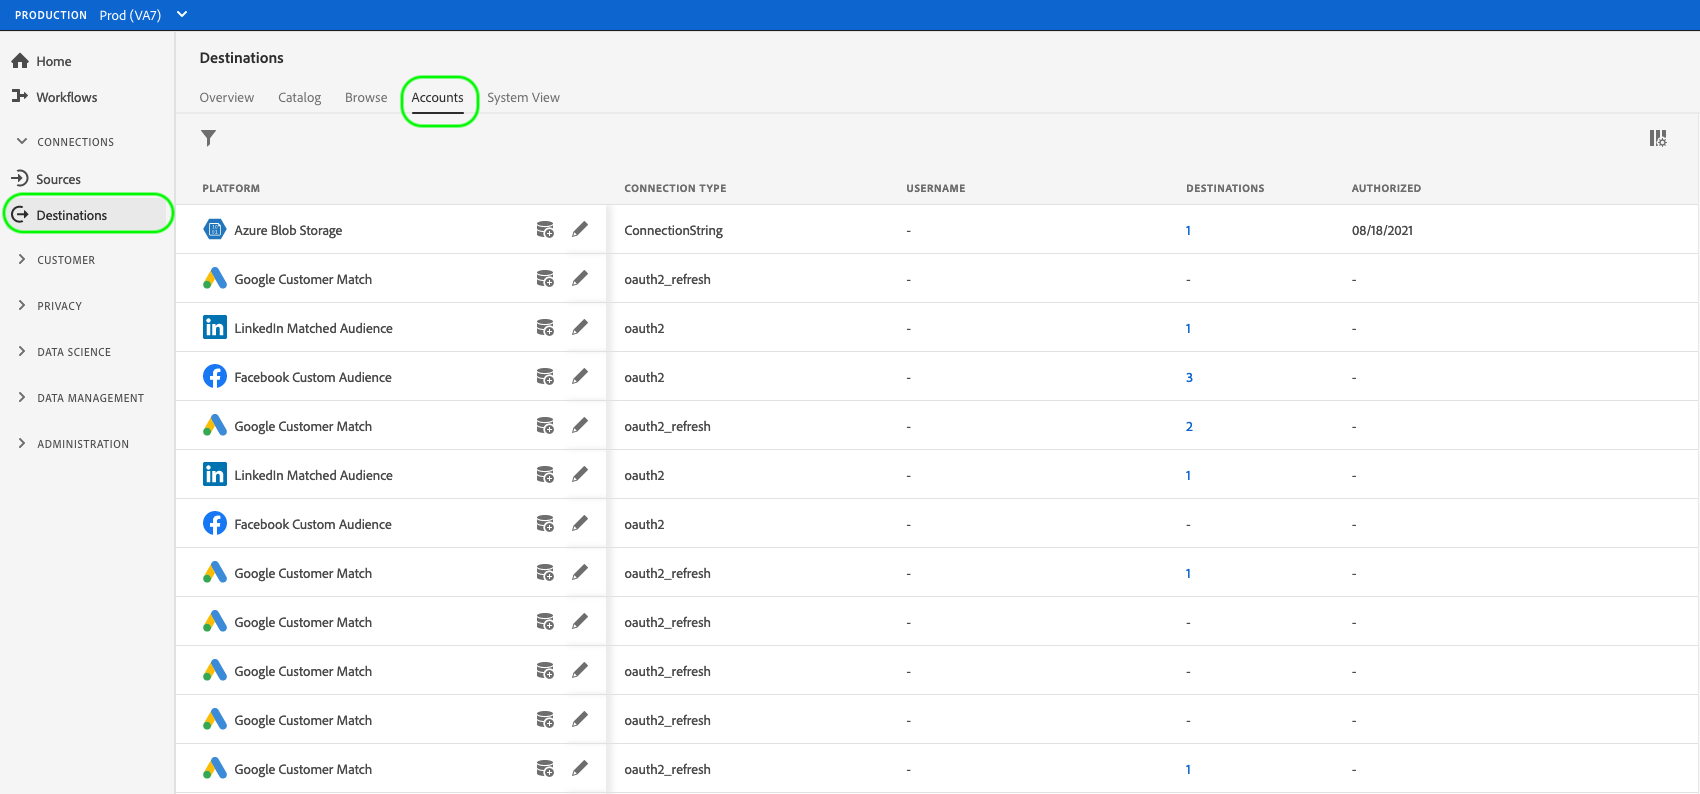 PRODUCTION Prod (VA7)
Home
Workflows
CONNECTIONS
Sources
Destinations
CUSTOMER
PRIVACY
DATA SCIENCE
DATA MANAGEMENT
ADMINISTRATION
Destinations
Overview Catalog Browse Accounts System View
PLATFORM CONNECTION TYPE USERNAME DESTINATIONS AUTHORIZED
Azure Blob Storage ConnectionString - 1 08/18/2021
Google Customer Match oauth2_refresh - - -
in LinkedIn Matched Audience oauth2 - 1 -
Facebook Custom Audience oauth2 - 3 -
Google Customer Match oauth2_refresh - 2 -
in LinkedIn Matched Audience oauth2 - 1 -
Facebook Custom Audience oauth2 - - -
Google Customer Match oauth2_refresh - 1 -
Google Customer Match oauth2_refresh - - -
Google Customer Match oauth2_refresh - - -
Google Customer Match oauth2_refresh - - -
Google Customer Match oauth2_refresh - 1 -